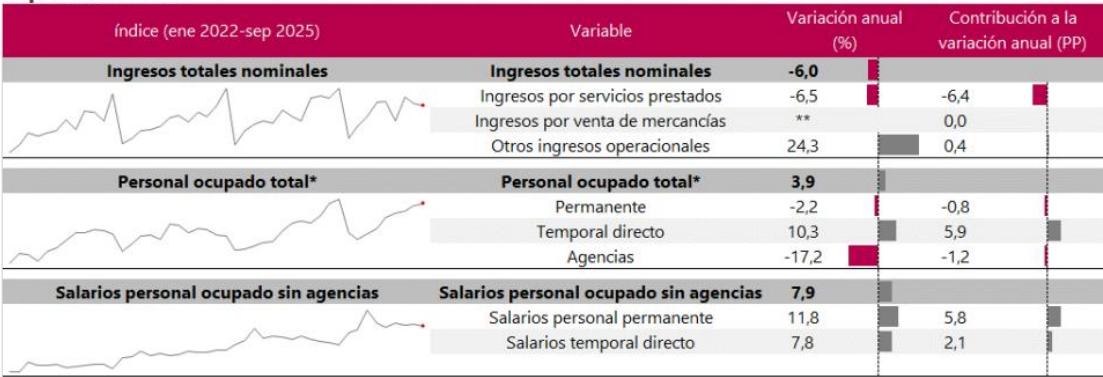 índice (ene 2022-sep 2025) Variable Variación anual (%) Contribución a la variación anual (PP)
Ingresos totales nominales Ingresos totales nominales -6,0
Ingresos por servicios prestados -6,5 -6,4
Ingresos por venta de mercancías ** 0,0
Otros ingresos operacionales 24,3 0,4
Personal ocupado total* Personal ocupado total* 3,9
Permanente -2,2 -0,8
Temporal directo 10,3 5,9
Agencias -17,2 -1,2
Salarios personal ocupado sin agencias Salarios personal ocupado sin agencias 7,9
Salarios personal permanente 11,8 5,8
Salarios temporal directo 7,8 2,1